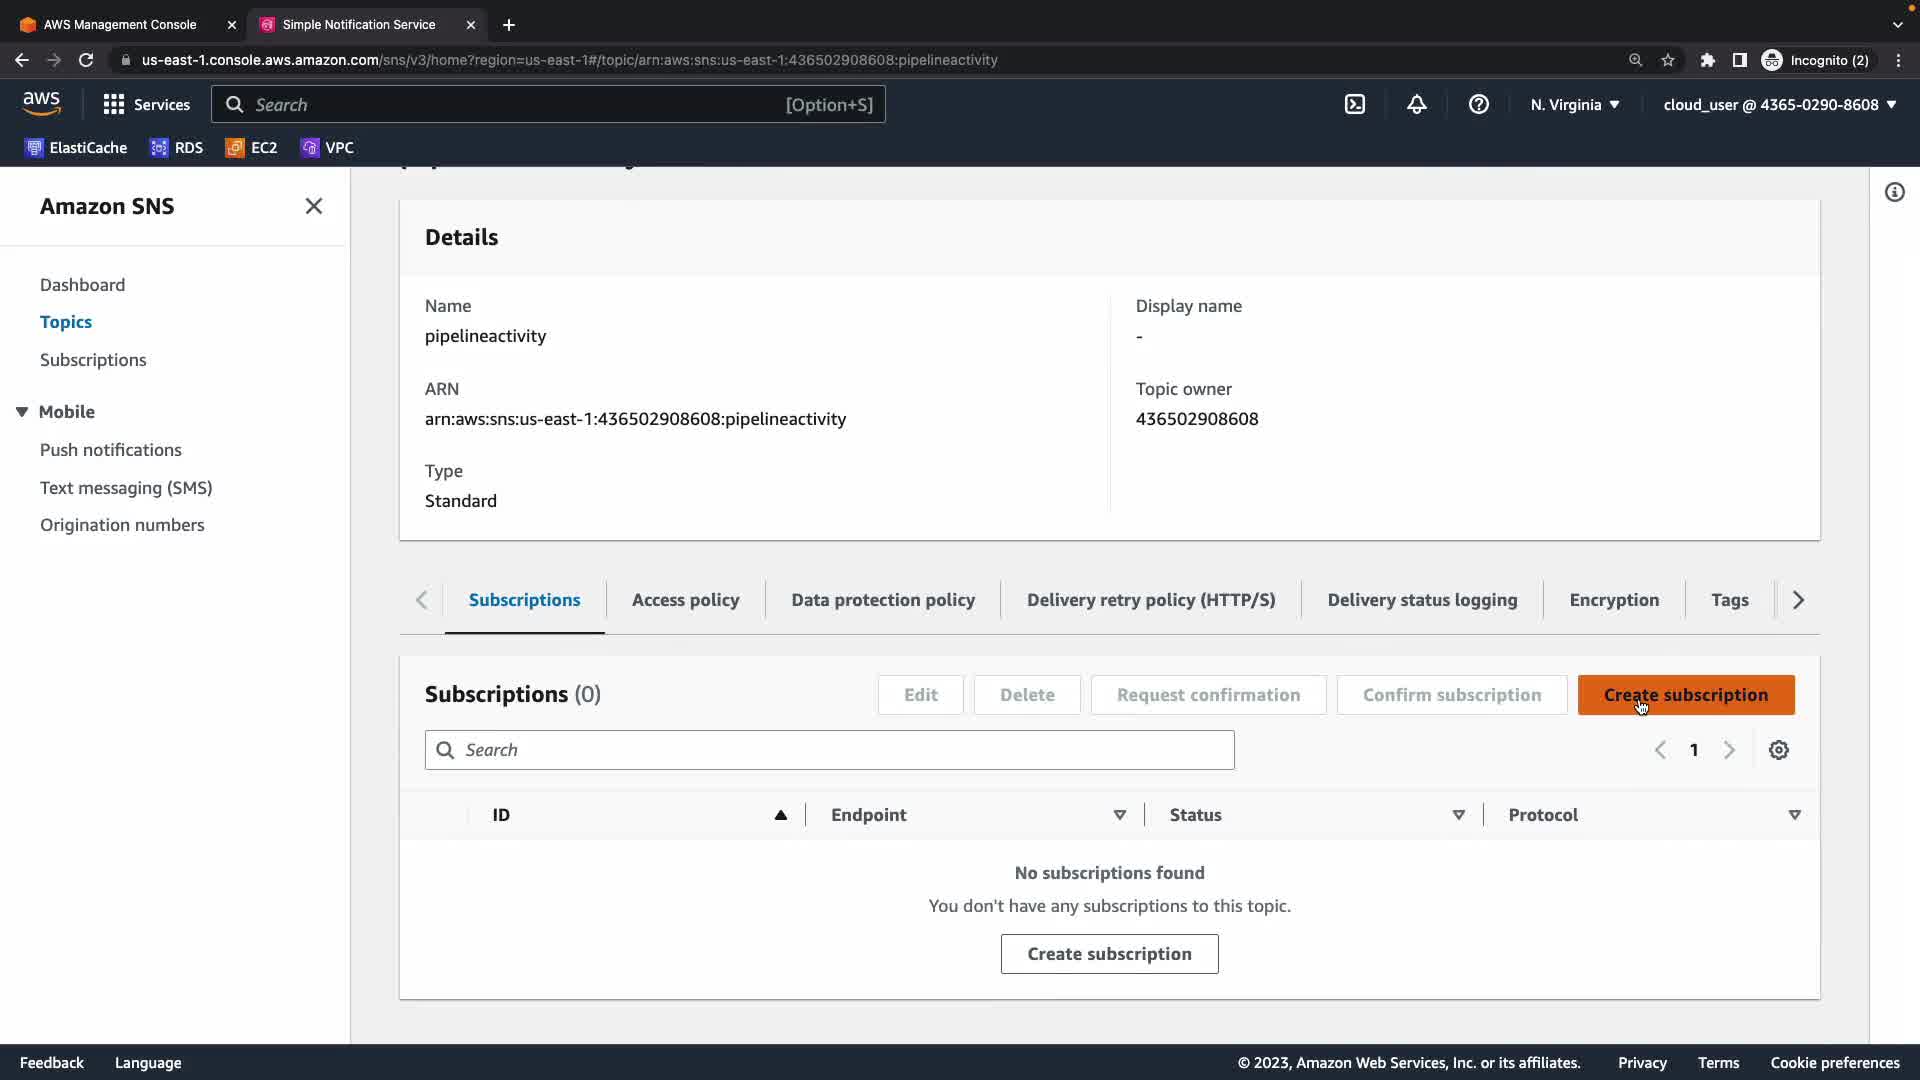 AWS Management Console
Simple Notification Service
us-east-1.console.aws.amazon.com/sns/v3/home?region=us-east-1#/topic/arn:aws:sns:us-east-1:436502908608:pipelineactivity
Incognito (2)
aws
Services
Search
[Option+S]
N. Virginia
cloud_user @ 4365-0290-8608
ElastiCache
RDS
EC2
VPC
Amazon SNS
Dashboard
Topics
Subscriptions
Mobile
Push notifications
Text messaging (SMS)
Origination numbers
Details
Name
pipelineactivity
Display name
-
ARN
arn:aws:sns:us-east-1:436502908608:pipelineactivity
Topic owner
436502908608
Type
Standard
Subscriptions
Access policy
Data protection policy
Delivery retry policy (HTTP/S)
Delivery status logging
Encryption
Tags
Subscriptions (0)
Edit
Delete
Request confirmation
Confirm subscription
Create subscription
Search
1
ID
Endpoint
Status
Protocol
No subscriptions found
You don't have any subscriptions to this topic.
Create subscription
Feedback
Language
© 2023, Amazon Web Services, Inc. or its affiliates.
Privacy
Terms
Cookie preferences